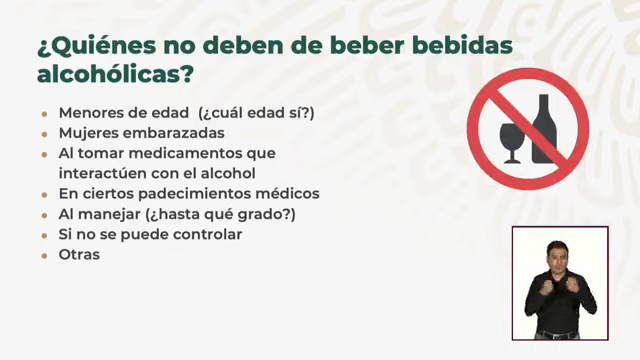 ¿Quiénes no deben de beber bebidas
alcohólicas?
• Menores de edad (¿cuál edad sí?)
• Mujeres embarazadas
• Al tomar medicamentos que
interactúen con el alcohol
• En ciertos padecimientos médicos
• Al manejar (¿hasta qué grado?)
• Si no se puede controlar
• Otras